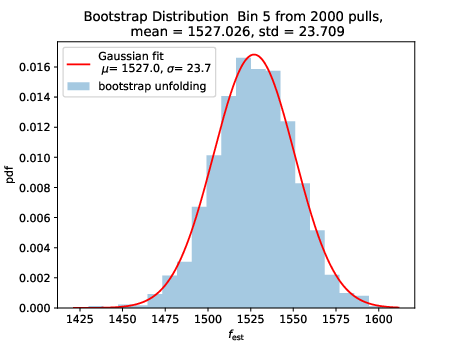 Bootstrap Distribution  Bin 5 from 2000 pulls,
mean = 1527.026, std = 23.709
Gaussian fit
μ= 1527.0, σ= 23.7
bootstrap unfolding
0.016
0.014
0.012
0.010
0.008
0.006
0.004
0.002
0.000
pdf
1425 1450 1475 1500 1525 1550 1575 1600
f_est